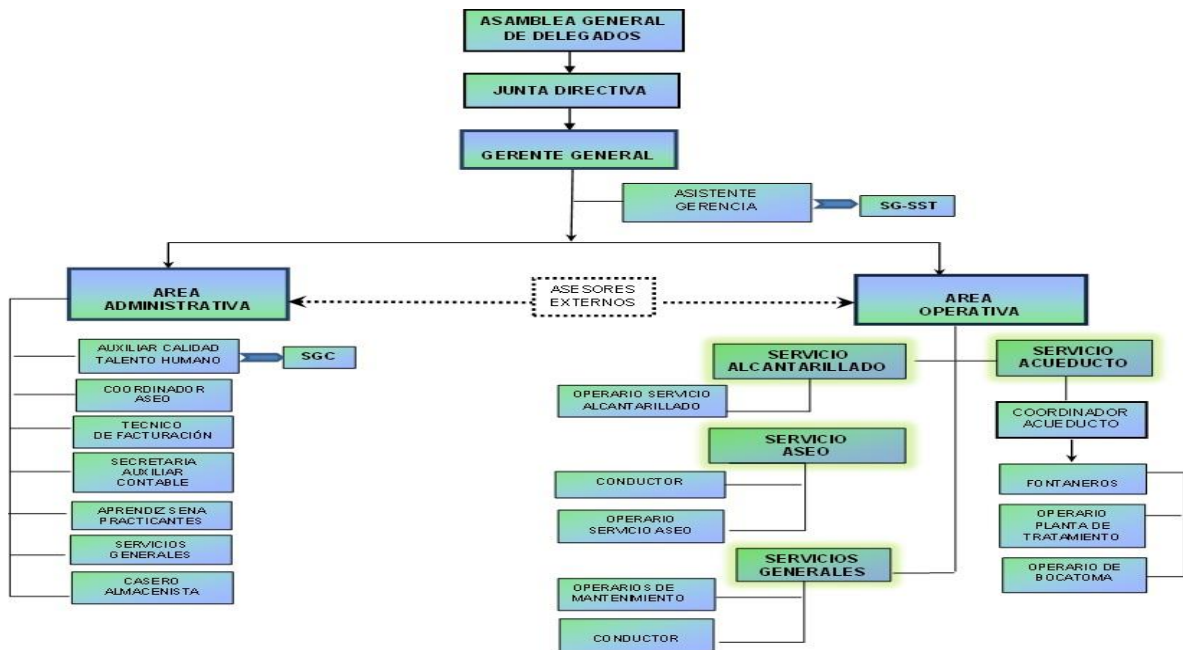 ASAMBLEA GENERAL
DE DELEGADOS
JUNTA DIRECTIVA
GERENTE GENERAL
ASISTENTE
GERENCIA
SG-SST
AREA
ADMINISTRATIVA
ASESORES
EXTERNOS
AREA
OPERATIVA
AUXILIAR CALIDAD
TALENTO HUMANO
SGC
COORDINADOR
ASEO
TECNICO
DE FACTURACIÓN
SECRETARIA
AUXILIAR
CONTABLE
APRENDIZ SENA
PRACTICANTES
SERVICIOS
GENERALES
CASERO
ALMACENISTA
SERVICIO
ALCANTARILLADO
OPERARIO SERVICIO
ALCANTARILLADO
SERVICIO
ASEO
CONDUCTOR
OPERARIO
SERVICIO ASEO
SERVICIOS
GENERALES
OPERARIOS DE
MANTENIMIENTO
CONDUCTOR
SERVICIO
ACUEDUCTO
COORDINADOR
ACUEDUCTO
FONTANEROS
OPERARIO
PLANTA DE
TRATAMIENTO
OPERARIO DE
BOCATOMA